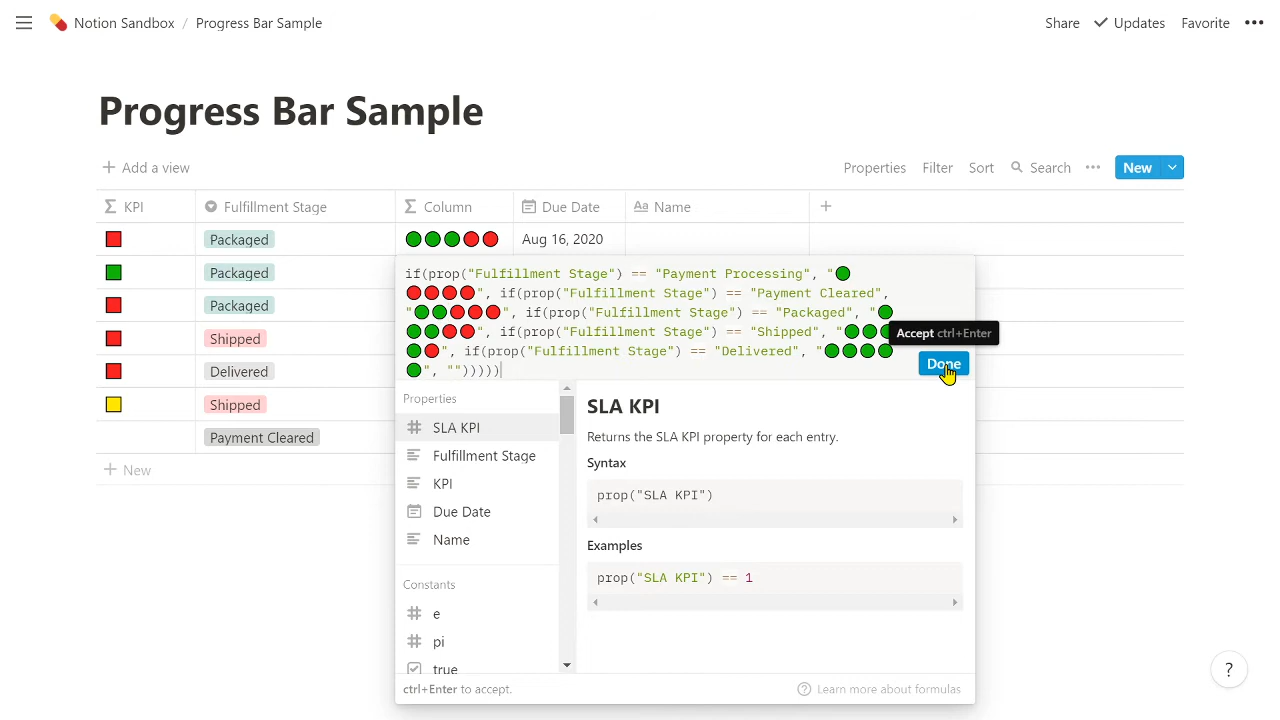 Notion Sandbox / Progress Bar Sample
Share ✓ Updates Favorite •••
Progress Bar Sample
+ Add a view
Properties Filter Sort Search ••• New
Σ KPI Fulfillment Stage Σ Column Due Date Aa Name +
🟥 Packaged 🟢🟢🟢🔴🔴 Aug 16, 2020
🟩 Packaged
🟥 Packaged
🟥 Shipped
🟥 Delivered
🟨 Shipped
Payment Cleared
+ New
if(prop("Fulfillment Stage") == "Payment Processing", "🟢
🔴🔴🔴🔴", if(prop("Fulfillment Stage") == "Payment Cleared",
"🟢🟢🔴🔴🔴", if(prop("Fulfillment Stage") == "Packaged", "🟢
🟢🟢🔴🔴", if(prop("Fulfillment Stage") == "Shipped", "🟢🟢🟢
🟢🔴", if(prop("Fulfillment Stage") == "Delivered", "🟢🟢🟢🟢
🟢", "")))))
Accept ctrl+Enter
Done
Properties
# SLA KPI
Fulfillment Stage
KPI
Due Date
Name
Constants
# e
# pi
true
SLA KPI
Returns the SLA KPI property for each entry.
Syntax
prop("SLA KPI")
Examples
prop("SLA KPI") == 1
ctrl+Enter to accept.
? Learn more about formulas
?